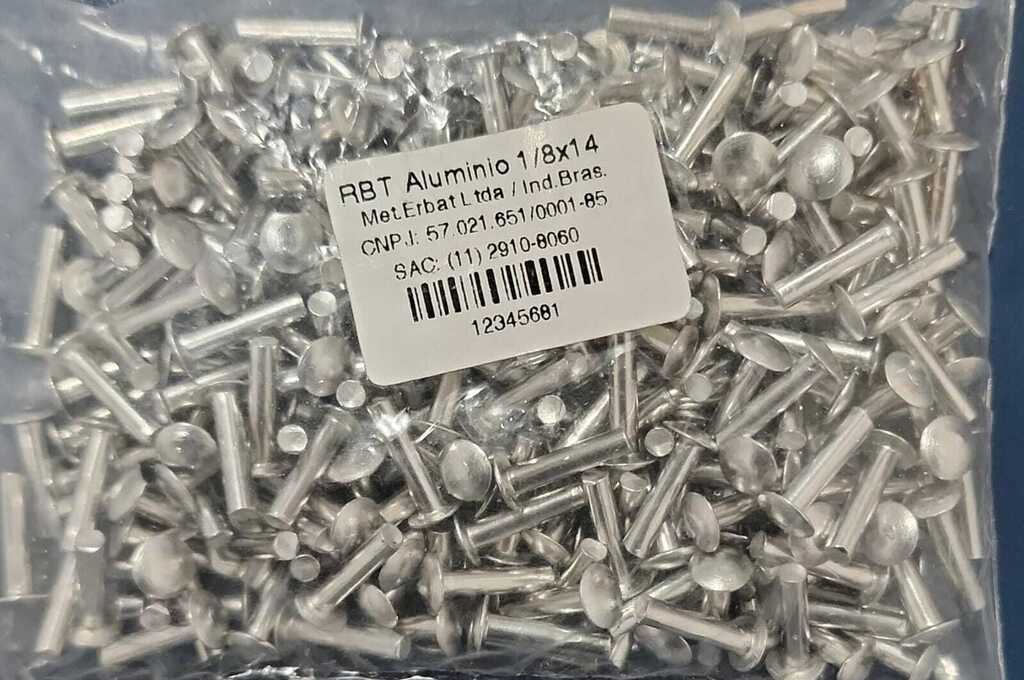 RBT Aluminio 1/8x14
Met.Erbat Ltda / Ind.Bras.
CNPJ: 57.021.651/0001-85
SAC: (11) 2910-8060
12345681